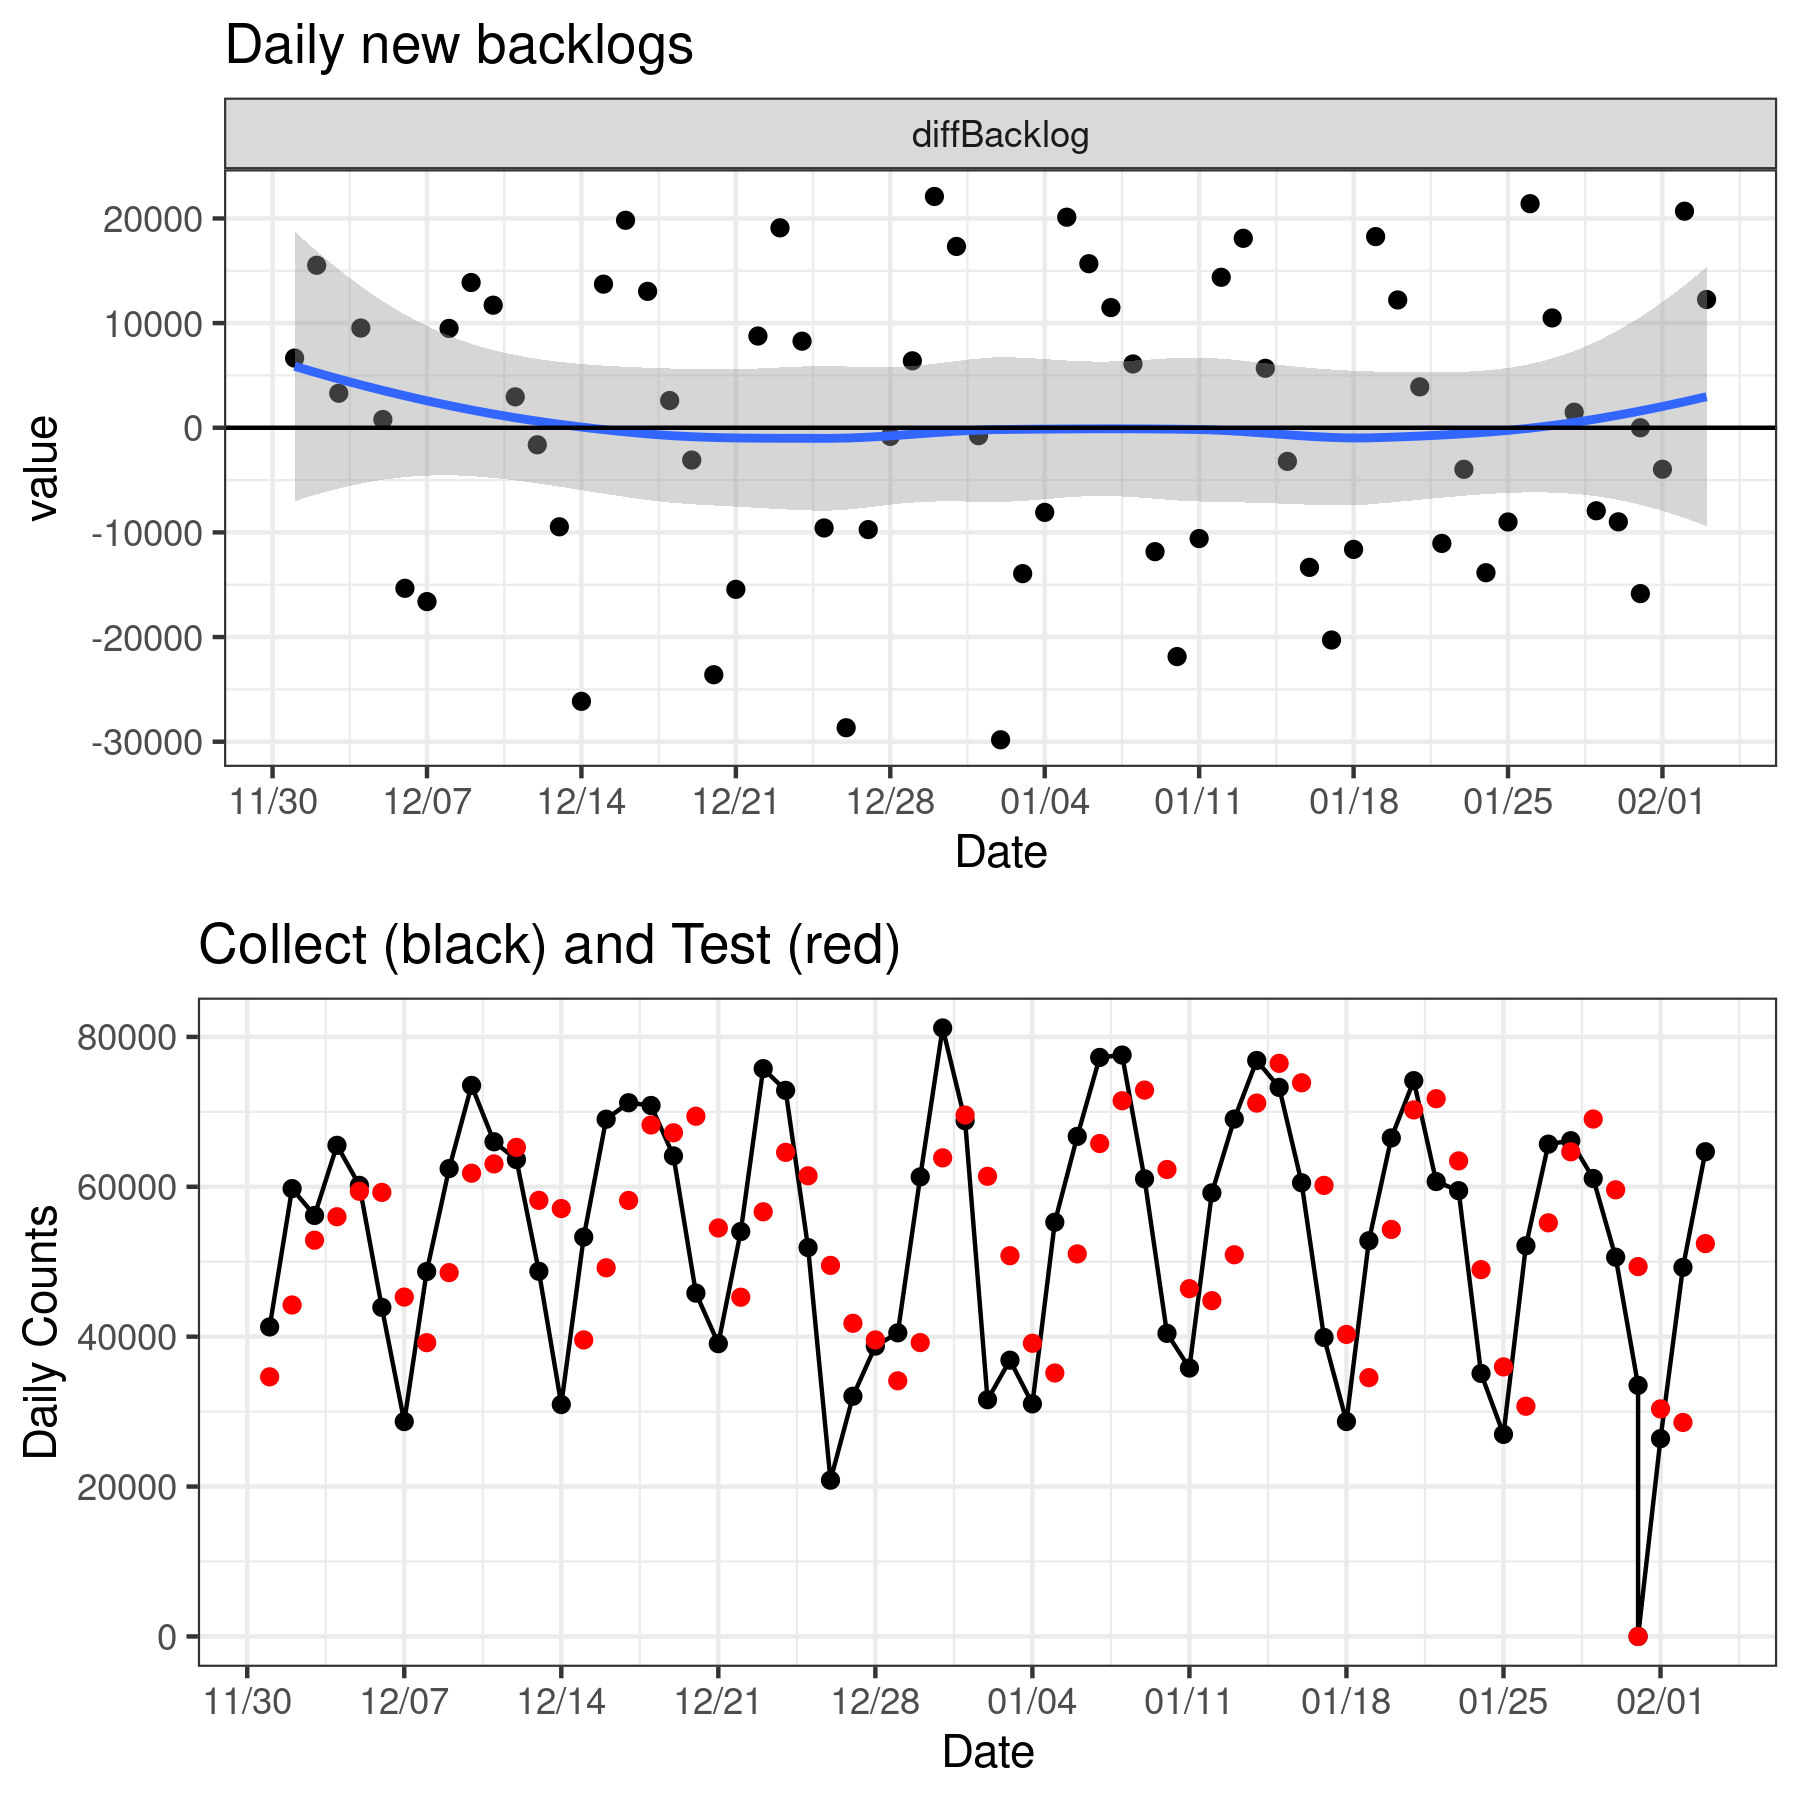 Daily new backlogs
diffBacklog
20000
10000
0
-10000
-20000
-30000
value
11/30 12/07 12/14 12/21 12/28 01/04 01/11 01/18 01/25 02/01
Date
Collect (black) and Test (red)
80000
60000
40000
20000
0
Daily Counts
11/30 12/07 12/14 12/21 12/28 01/04 01/11 01/18 01/25 02/01
Date